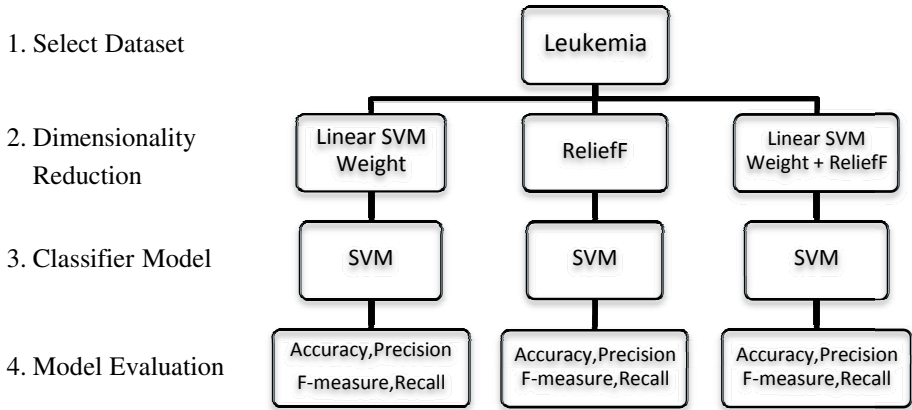 1. Select Dataset
Leukemia
2. Dimensionality
Reduction
Linear SVM
Weight
ReliefF
Linear SVM
Weight + ReliefF
3. Classifier Model
SVM
SVM
SVM
4. Model Evaluation
Accuracy,Precision
F-measure,Recall
Accuracy,Precision
F-measure,Recall
Accuracy,Precision
F-measure,Recall